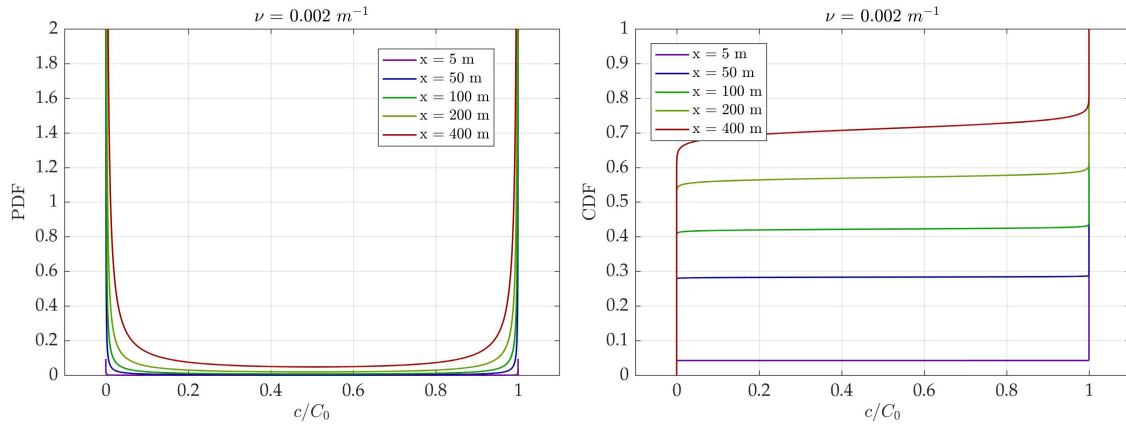 ν = 0.002 m⁻¹
2
1.8
1.6
1.4
1.2
1
0.8
0.6
0.4
0.2
0
PDF
x = 5 m
x = 50 m
x = 100 m
x = 200 m
x = 400 m
0
0.2
0.4
0.6
0.8
1
c/C₀
ν = 0.002 m⁻¹
1
0.9
0.8
0.7
0.6
0.5
0.4
0.3
0.2
0.1
0
CDF
x = 5 m
x = 50 m
x = 100 m
x = 200 m
x = 400 m
0
0.2
0.4
0.6
0.8
1
c/C₀